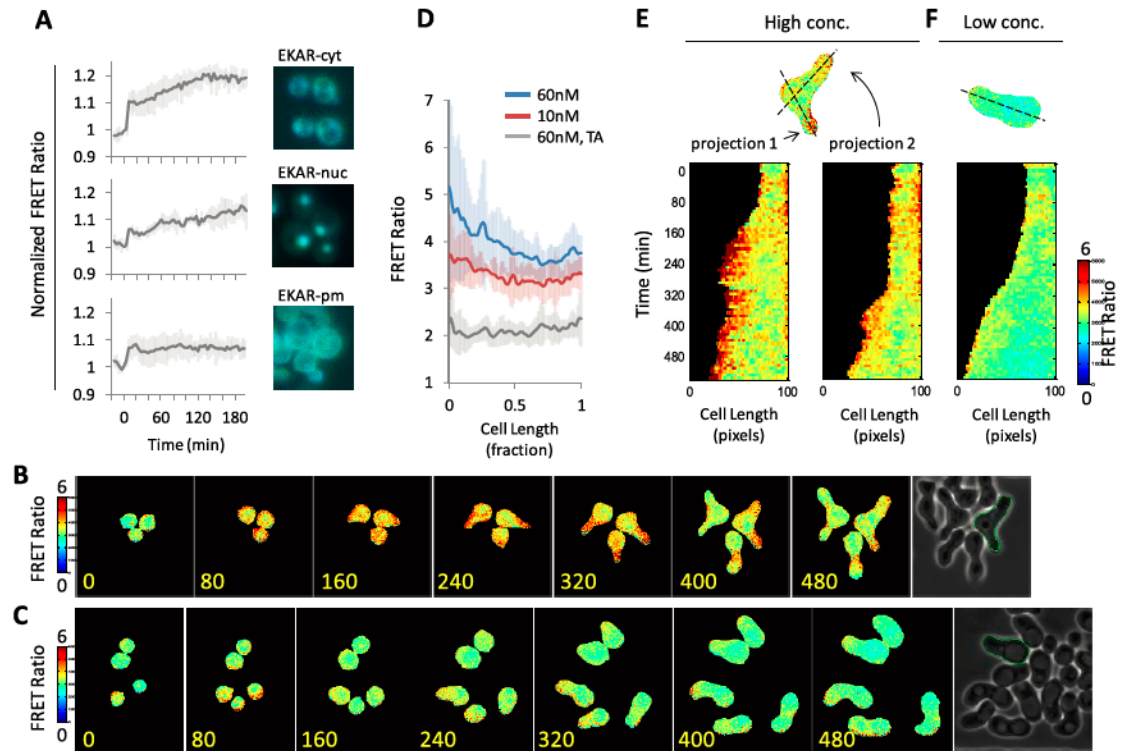 A
EKAR-cyt
1.2
1.1
1
0.9
EKAR-nuc
1.2
1.1
1
0.9
EKAR-pm
1.2
1.1
1
0.9
Normalized FRET Ratio
0 60 120 180
Time (min)
D
60nM
10nM
60nM, TA
7
6
5
4
3
2
1
FRET Ratio
0 0.5 1
Cell Length
(fraction)
E
High conc.
projection 1
projection 2
0
80
160
240
320
400
480
Time (min)
0 100
Cell Length
(pixels)
0 100
Cell Length
(pixels)
F
Low conc.
0 100
Cell Length
(pixels)
6
FRET Ratio
0
B
6
FRET Ratio
0
0 80 160 240 320 400 480
C
6
FRET Ratio
0
0 80 160 240 320 400 480